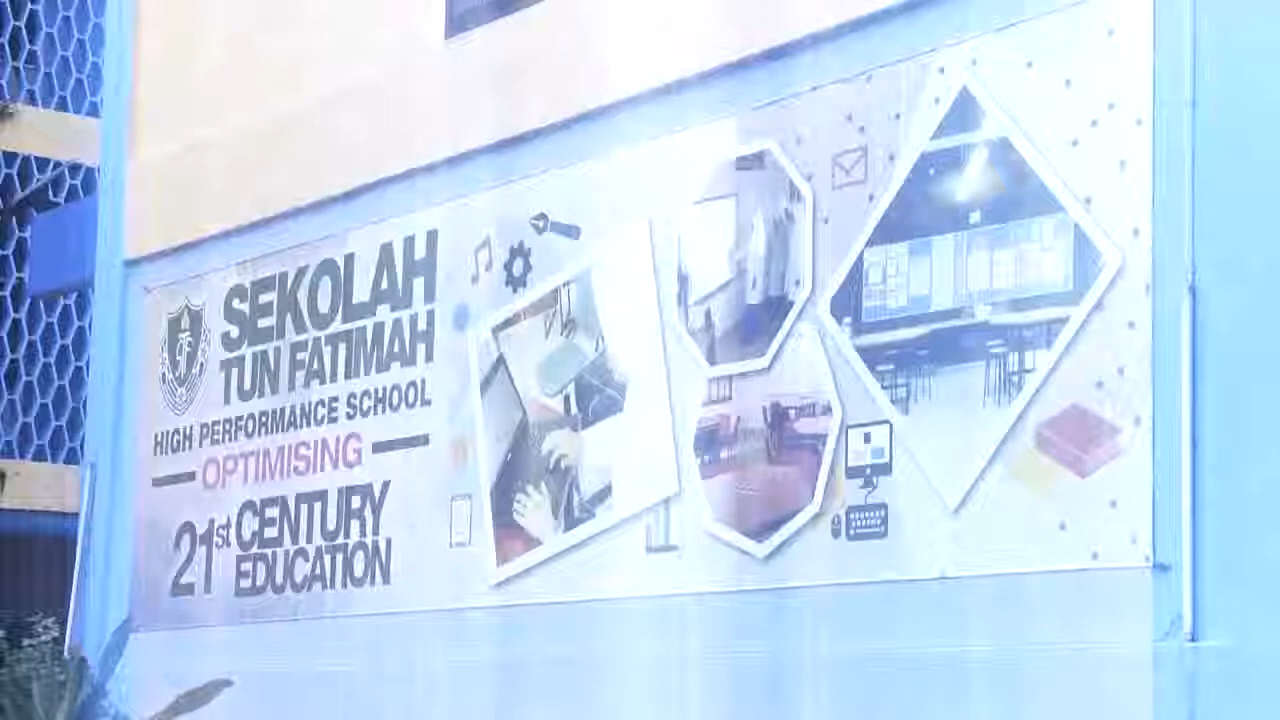 SEKOLAH
TUN FATIMAH
HIGH PERFORMANCE SCHOOL
OPTIMISING
21st CENTURY
EDUCATION